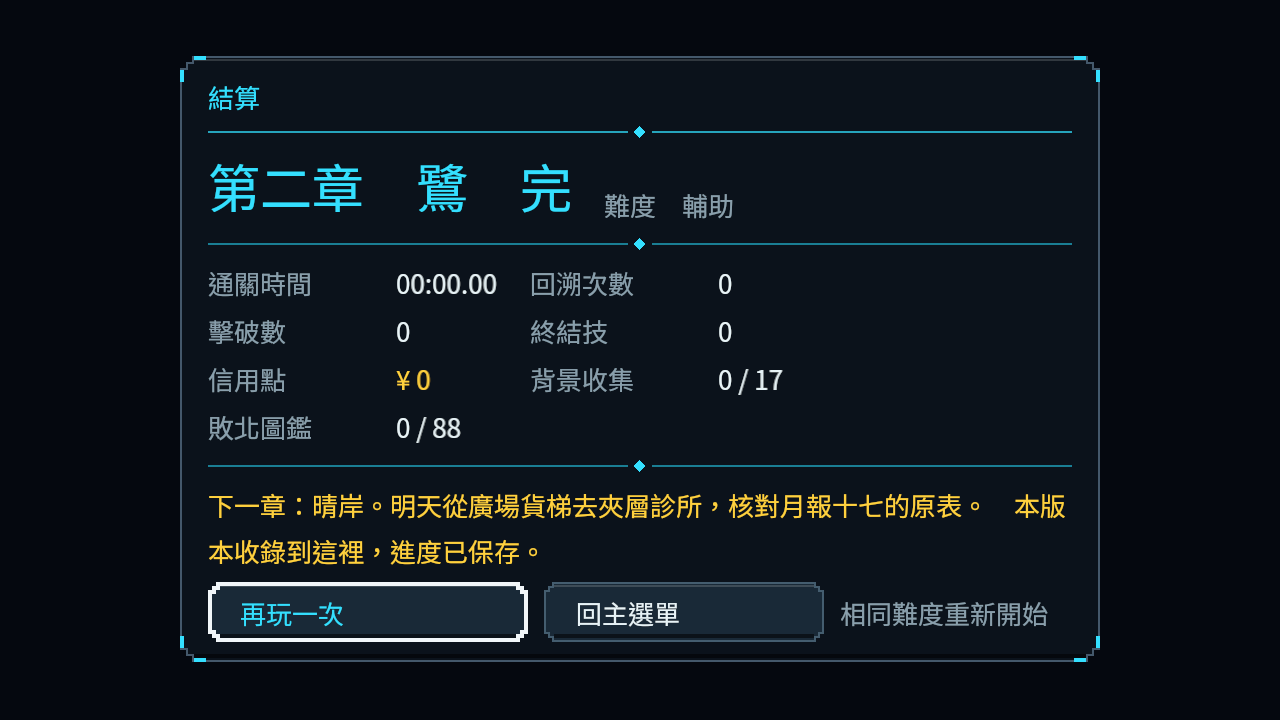 結算
第二章　鷺　完　難度　輔助
通關時間　00:00.00　回溯次數　0
擊破數　0　終結技　0
信用點　¥ 0　背景收集　0 / 17
敗北圖鑑　0 / 88
下一章：晴岸。明天從廣場貨梯去夾層診所，核對月報十七的原表。　本版
本收錄到這裡，進度已保存。
再玩一次　回主選單　相同難度重新開始